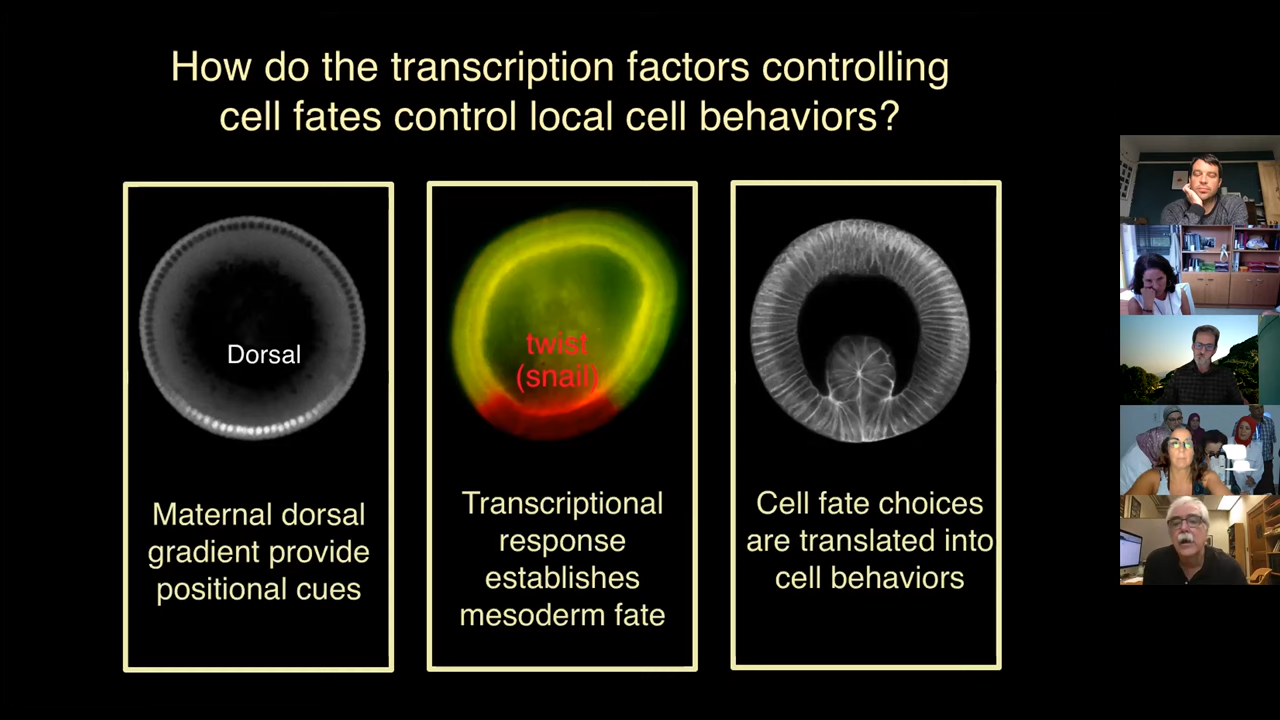 How do the transcription factors controlling
cell fates control local cell behaviors?
Dorsal
Maternal dorsal
gradient provide
positional cues
twist
(snail)
Transcriptional
response
establishes
mesoderm fate
Cell fate choices
are translated into
cell behaviors